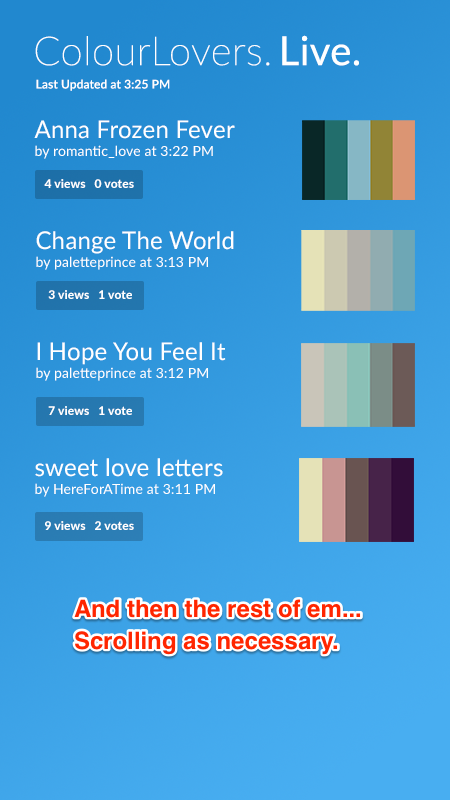 ColourLovers. Live.
Last Updated at 3:25 PM
Anna Frozen Fever
by romantic_love at 3:22 PM
4 views 0 votes
Change The World
by paletteprince at 3:13 PM
3 views 1 vote
I Hope You Feel It
by paletteprince at 3:12 PM
7 views 1 vote
sweet love letters
by HereForATime at 3:11 PM
9 views 2 votes
And then the rest of em...
Scrolling as necessary.